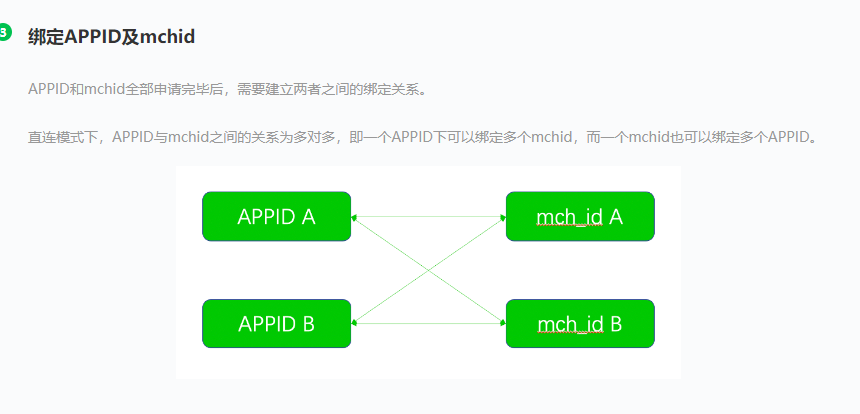 3
绑定APPID及mchid
APPID和mchid全部申请完毕后，需要建立两者之间的绑定关系。
直连模式下，APPID与mchid之间的关系为多对多，即一个APPID下可以绑定多个mchid，而一个mchid也可以绑定多个APPID。
APPID A
mch_id A
APPID B
mch_id B